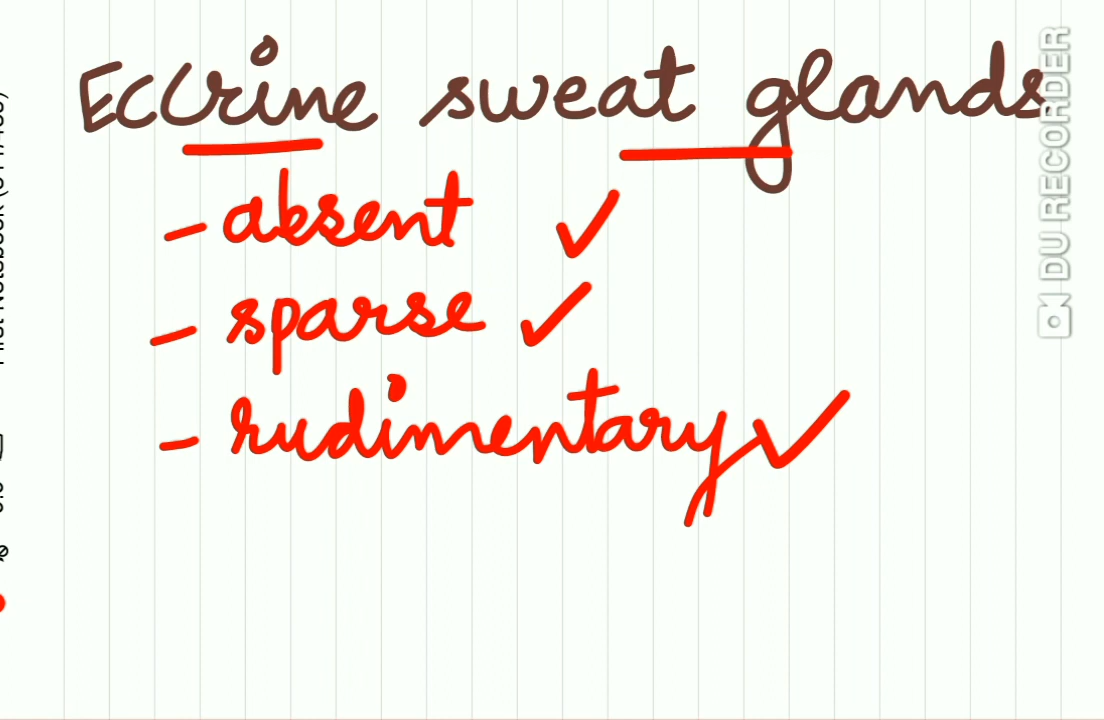 Eccrine sweat glands
- absent ✓
- sparse ✓
- rudimentary ✓
DU RECORDER